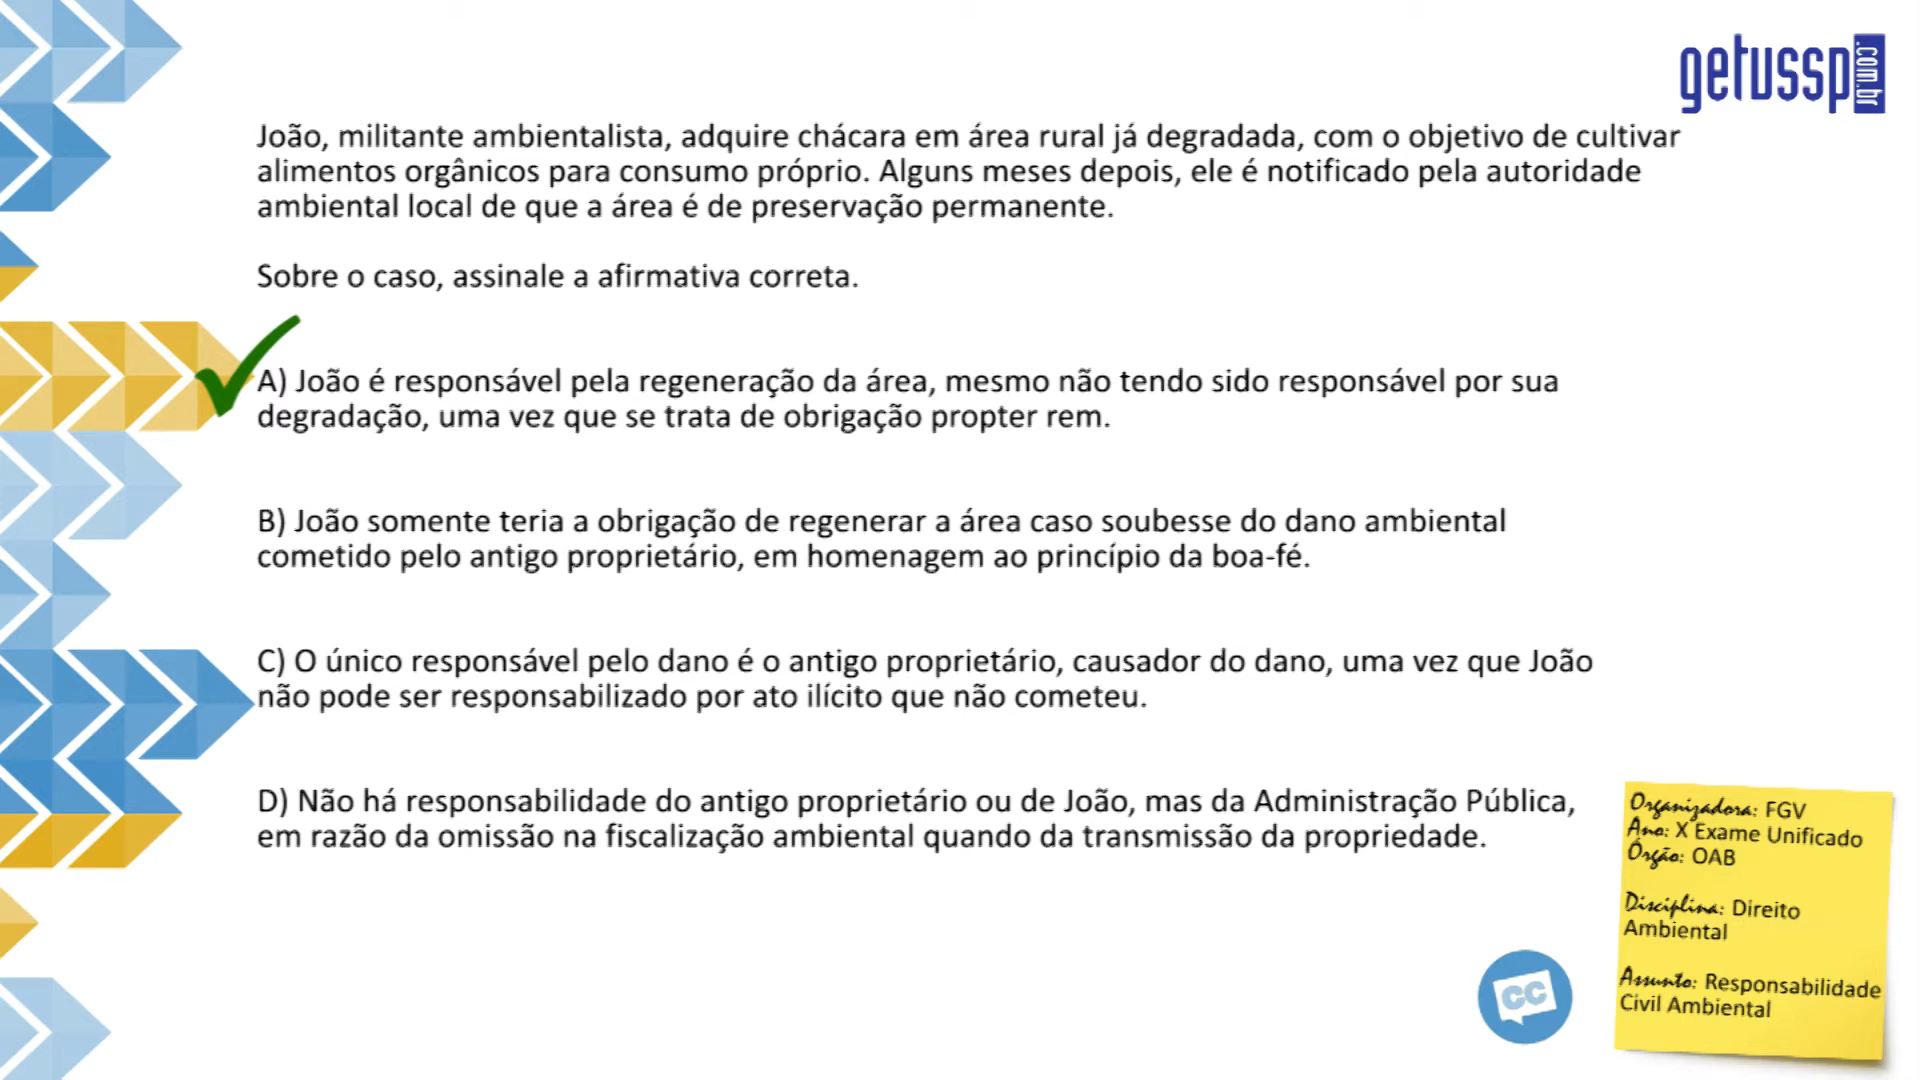 getussp.com.br
João, militante ambientalista, adquire chácara em área rural já degradada, com o objetivo de cultivar
alimentos orgânicos para consumo próprio. Alguns meses depois, ele é notificado pela autoridade
ambiental local de que a área é de preservação permanente.
Sobre o caso, assinale a afirmativa correta.
A) João é responsável pela regeneração da área, mesmo não tendo sido responsável por sua
degradação, uma vez que se trata de obrigação propter rem.
B) João somente teria a obrigação de regenerar a área caso soubesse do dano ambiental
cometido pelo antigo proprietário, em homenagem ao princípio da boa-fé.
C) O único responsável pelo dano é o antigo proprietário, causador do dano, uma vez que João
não pode ser responsabilizado por ato ilícito que não cometeu.
D) Não há responsabilidade do antigo proprietário ou de João, mas da Administração Pública,
em razão da omissão na fiscalização ambiental quando da transmissão da propriedade.
Organizadora: FGV
Ano: X Exame Unificado
Órgão: OAB
Disciplina: Direito
Ambiental
Assunto: Responsabilidade
Civil Ambiental
CC